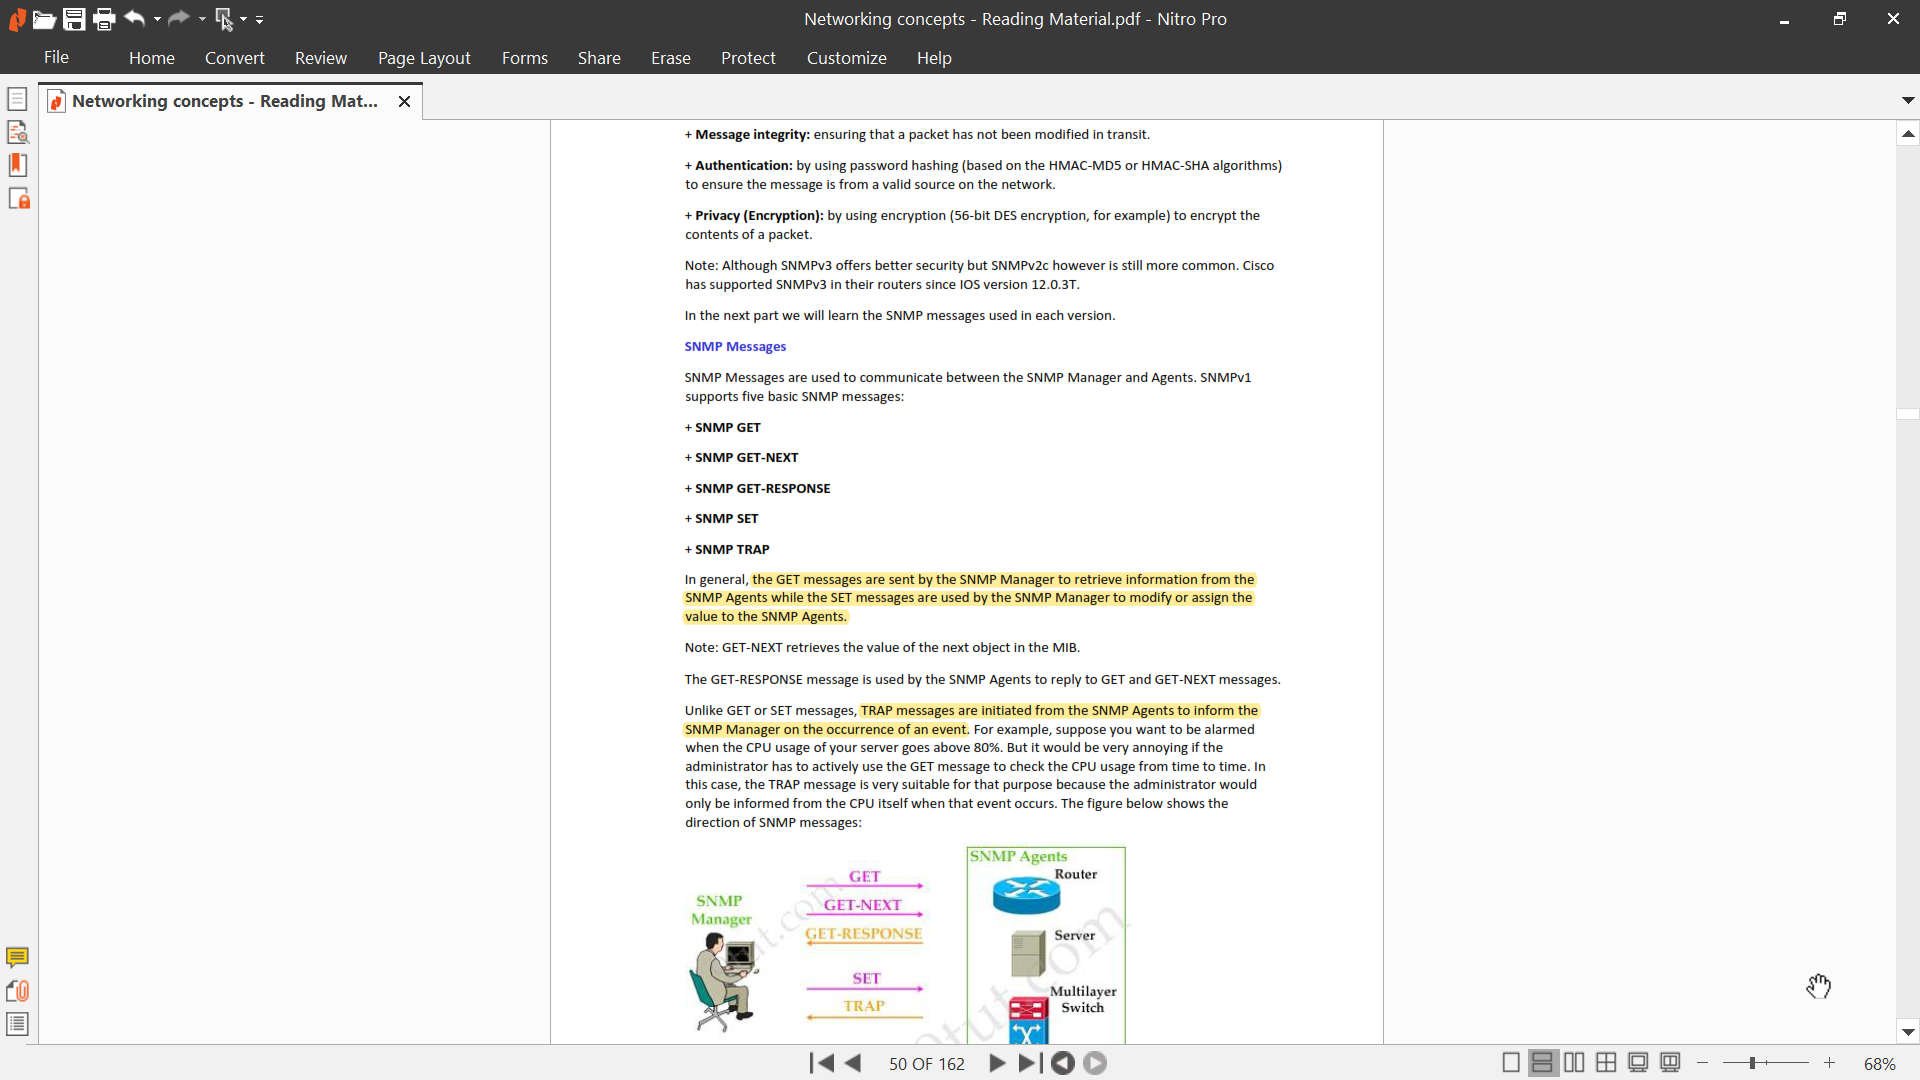 Networking concepts - Reading Material.pdf - Nitro Pro
File Home Convert Review Page Layout Forms Share Erase Protect Customize Help
Networking concepts - Reading Mat...
+ Message integrity: ensuring that a packet has not been modified in transit.
+ Authentication: by using password hashing (based on the HMAC-MD5 or HMAC-SHA algorithms)
to ensure the message is from a valid source on the network.
+ Privacy (Encryption): by using encryption (56-bit DES encryption, for example) to encrypt the
contents of a packet.
Note: Although SNMPv3 offers better security but SNMPv2c however is still more common. Cisco
has supported SNMPv3 in their routers since IOS version 12.0.3T.
In the next part we will learn the SNMP messages used in each version.
SNMP Messages
SNMP Messages are used to communicate between the SNMP Manager and Agents. SNMPv1
supports five basic SNMP messages:
+ SNMP GET
+ SNMP GET-NEXT
+ SNMP GET-RESPONSE
+ SNMP SET
+ SNMP TRAP
In general, the GET messages are sent by the SNMP Manager to retrieve information from the
SNMP Agents while the SET messages are used by the SNMP Manager to modify or assign the
value to the SNMP Agents.
Note: GET-NEXT retrieves the value of the next object in the MIB.
The GET-RESPONSE message is used by the SNMP Agents to reply to GET and GET-NEXT messages.
Unlike GET or SET messages, TRAP messages are initiated from the SNMP Agents to inform the
SNMP Manager on the occurrence of an event. For example, suppose you want to be alarmed
when the CPU usage of your server goes above 80%. But it would be very annoying if the
administrator has to actively use the GET message to check the CPU usage from time to time. In
this case, the TRAP message is very suitable for that purpose because the administrator would
only be informed from the CPU itself when that event occurs. The figure below shows the
direction of SNMP messages:
SNMP
Manager
GET
GET-NEXT
GET-RESPONSE
SET
TRAP
SNMP Agents
Router
Server
Multilayer
Switch
50 OF 162
68%